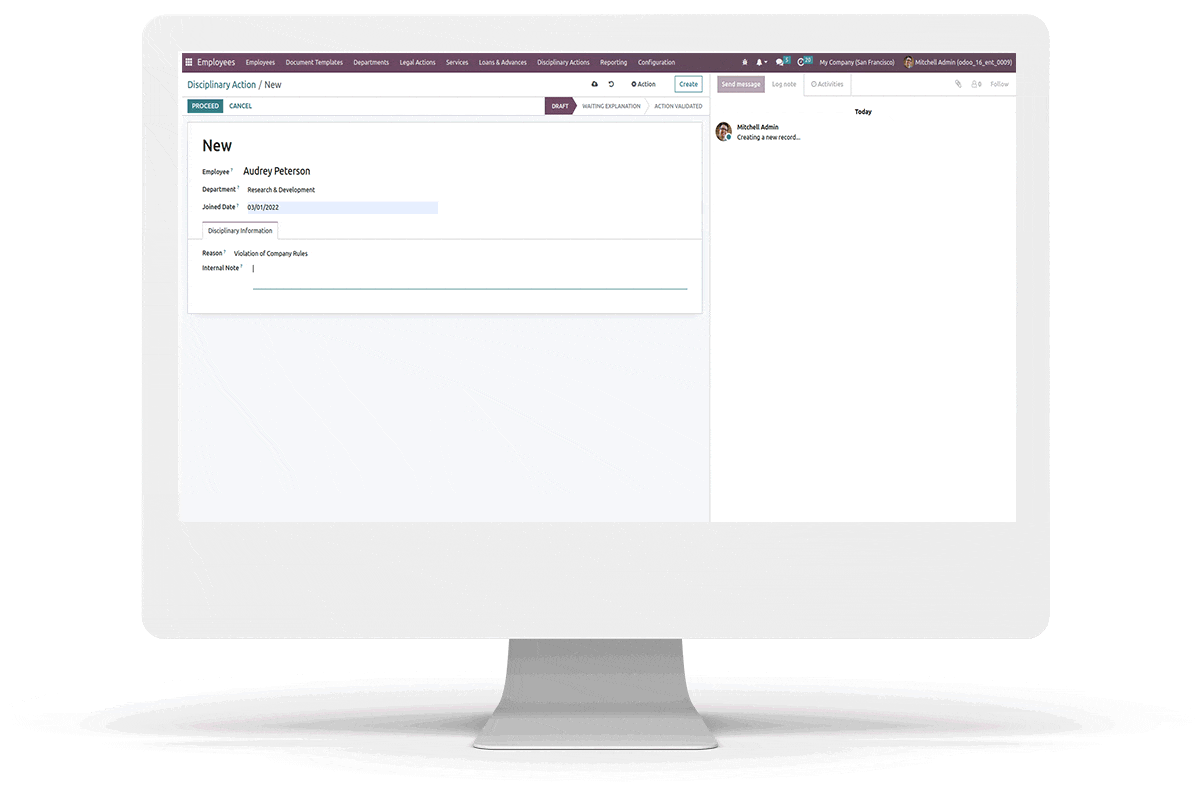 Employees Employees Document Templates Departments Legal Actions Services Loans & Advances Disciplinary Actions Reporting Configuration 5 20 My Company (San Francisco) Mitchell Admin (odoo_16_ent_0009)
Disciplinary Action / New Action Create Send message Log note Activities 0 Follow
PROCEED CANCEL DRAFT WAITING EXPLANATION ACTION VALIDATED
Today
New
Mitchell Admin
Creating a new record...
Employee ? Audrey Peterson
Department ? Research & Development
Joined Date ? 03/01/2022
Disciplinary Information
Reason ? Violation of Company Rules
Internal Note ?